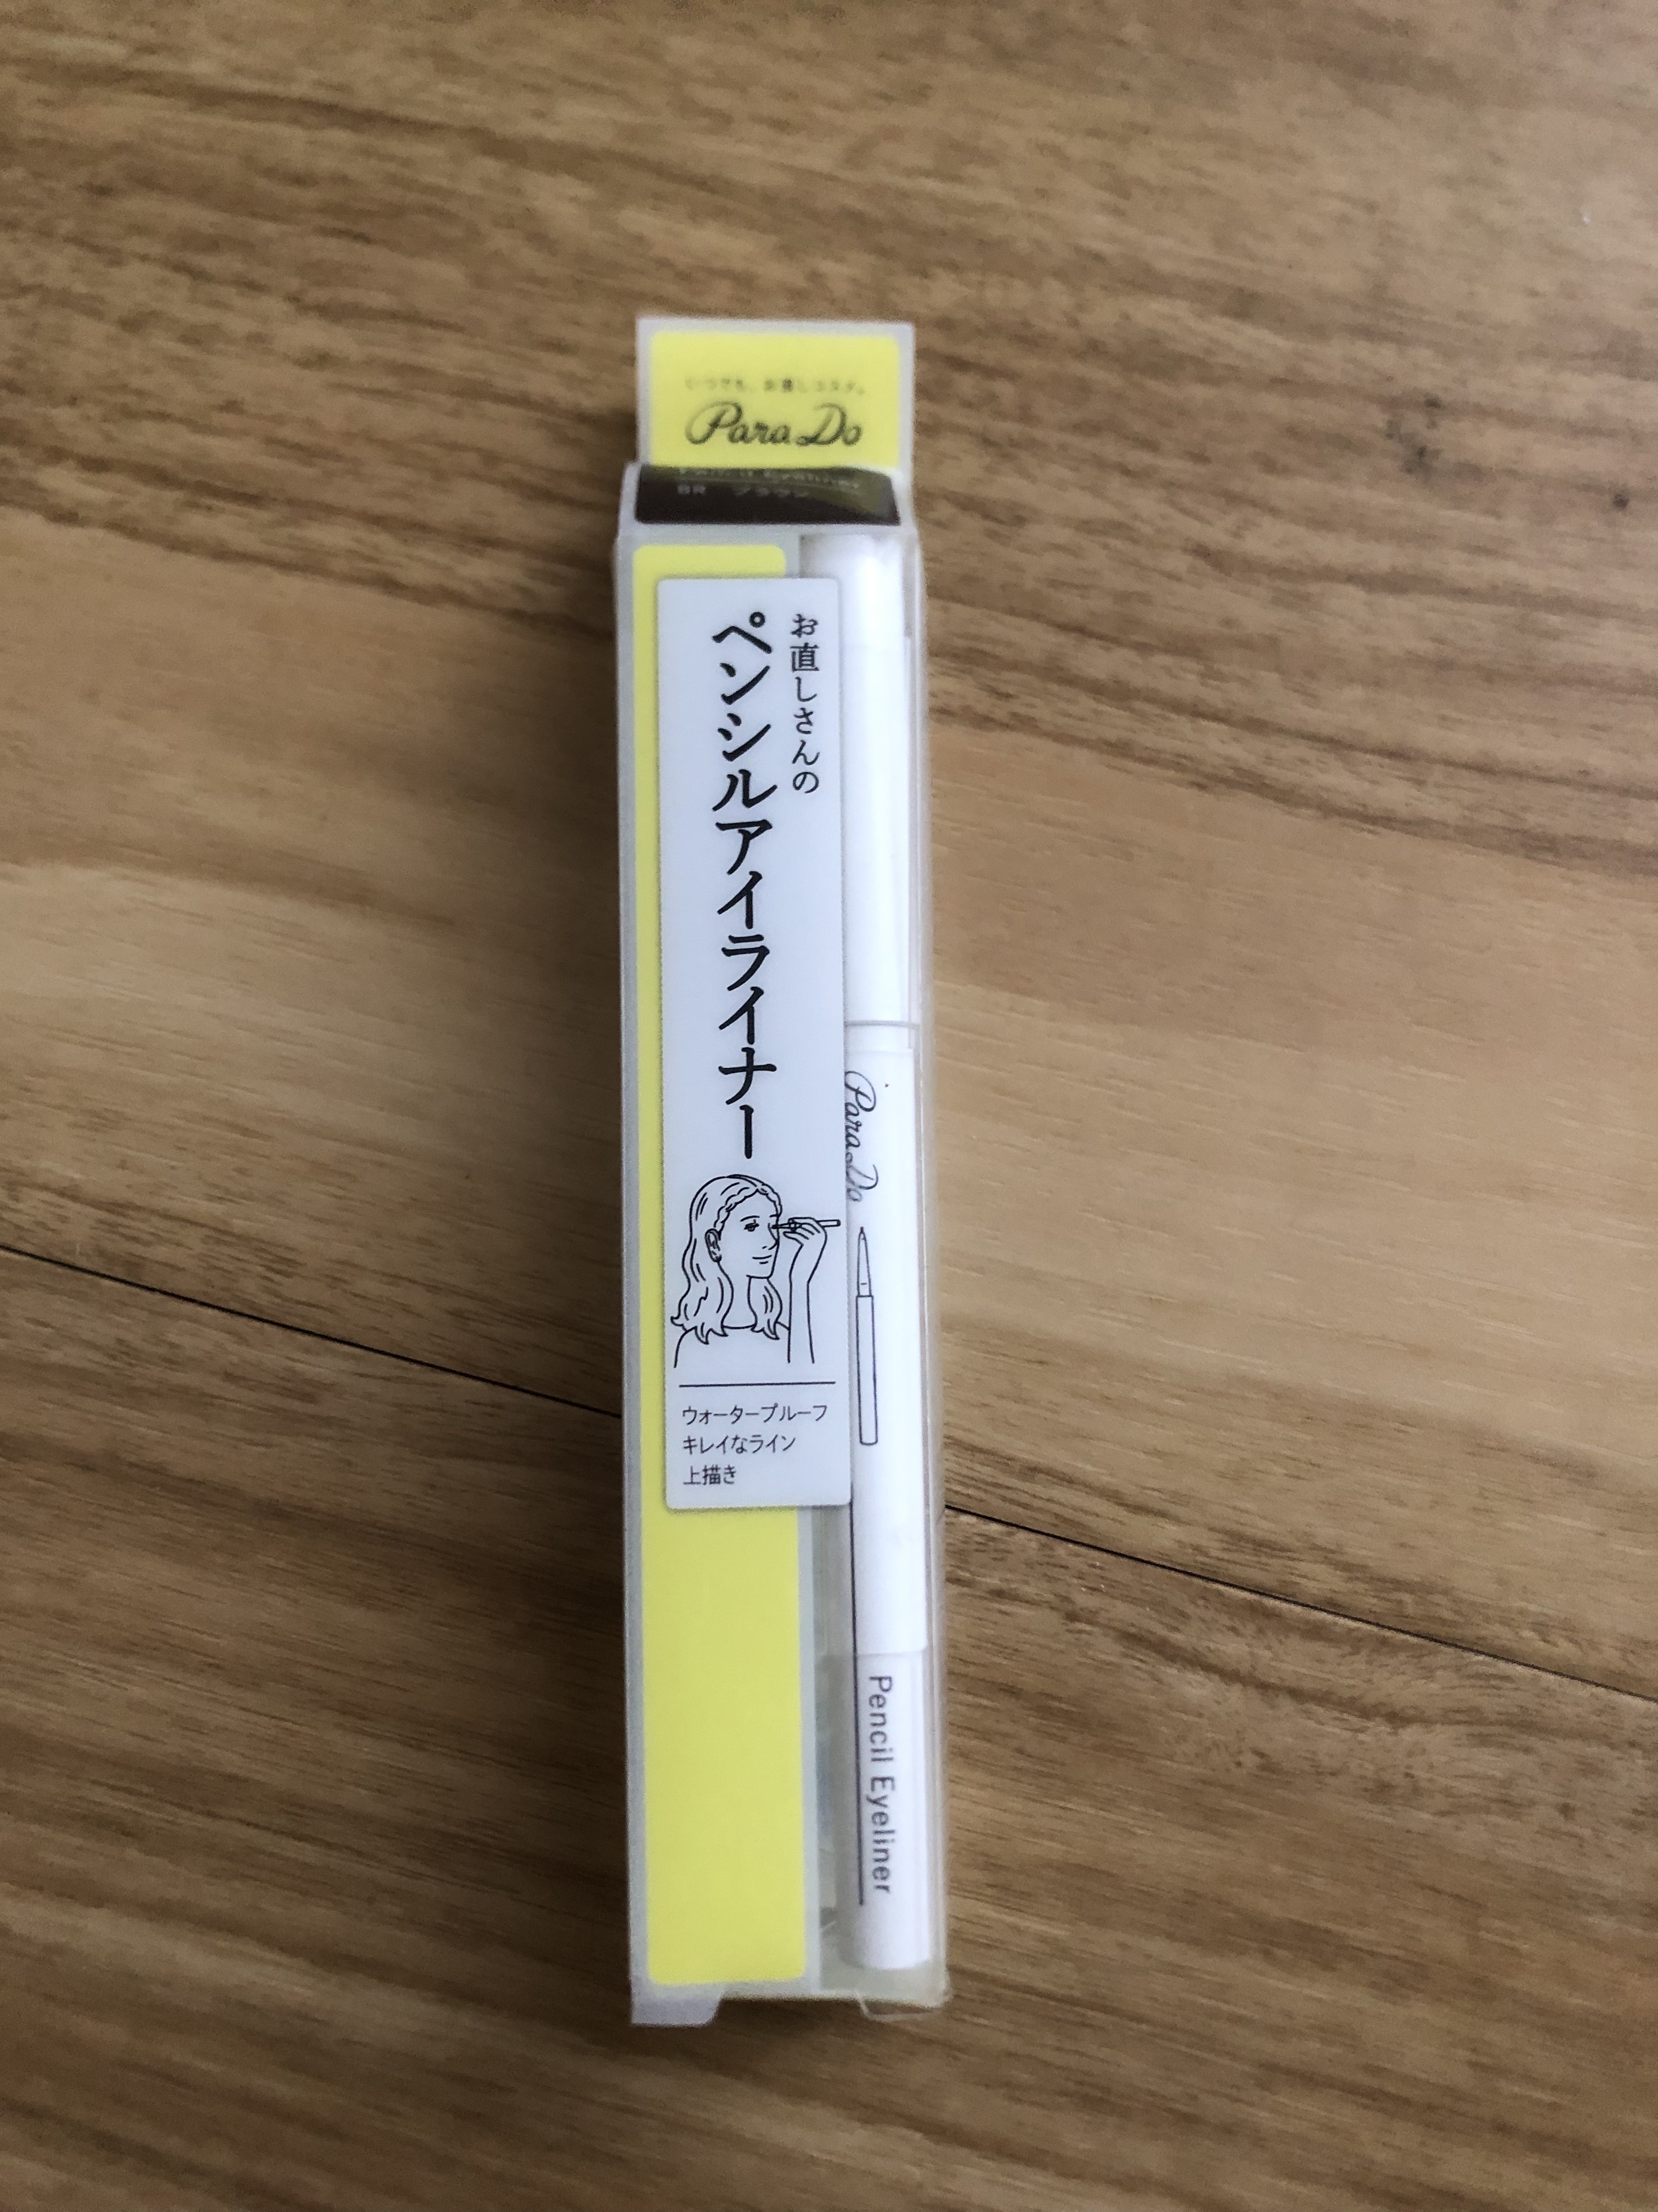 いつでも、お直しコスメ。
Para Do
Pencil Eyeliner
BR ブラウン
お直しさんの
ペンシルアイライナー
ウォータープルーフ
キレイなライン
上描き
Para Do
Pencil Eyeliner